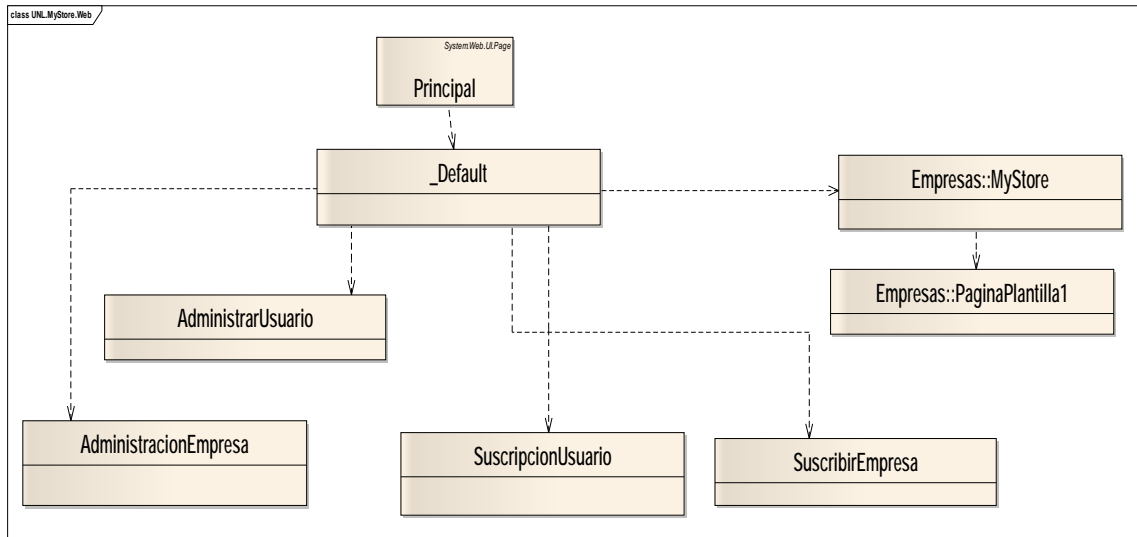 class UNL.MyStore.Web
System.Web.UI.Page
Principal
_Default
Empresas::MyStore
Empresas::PaginaPlantilla1
AdministrarUsuario
AdministracionEmpresa
SuscripcionUsuario
SuscribirEmpresa